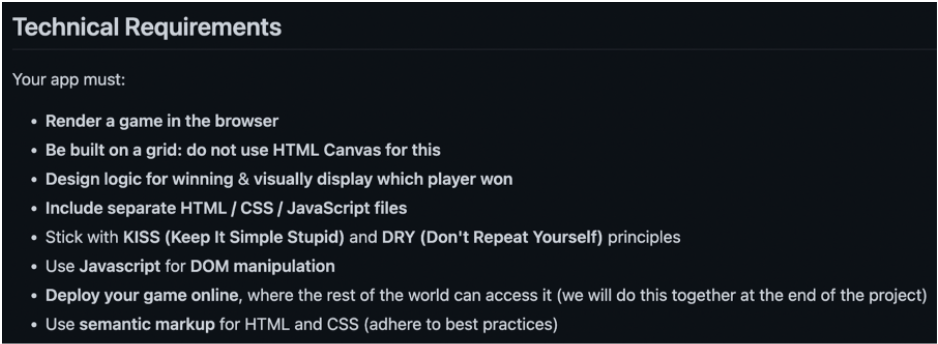 Technical Requirements
Your app must:
• Render a game in the browser
• Be built on a grid: do not use HTML Canvas for this
• Design logic for winning & visually display which player won
• Include separate HTML / CSS / JavaScript files
• Stick with KISS (Keep It Simple Stupid) and DRY (Don't Repeat Yourself) principles
• Use Javascript for DOM manipulation
• Deploy your game online, where the rest of the world can access it (we will do this together at the end of the project)
• Use semantic markup for HTML and CSS (adhere to best practices)